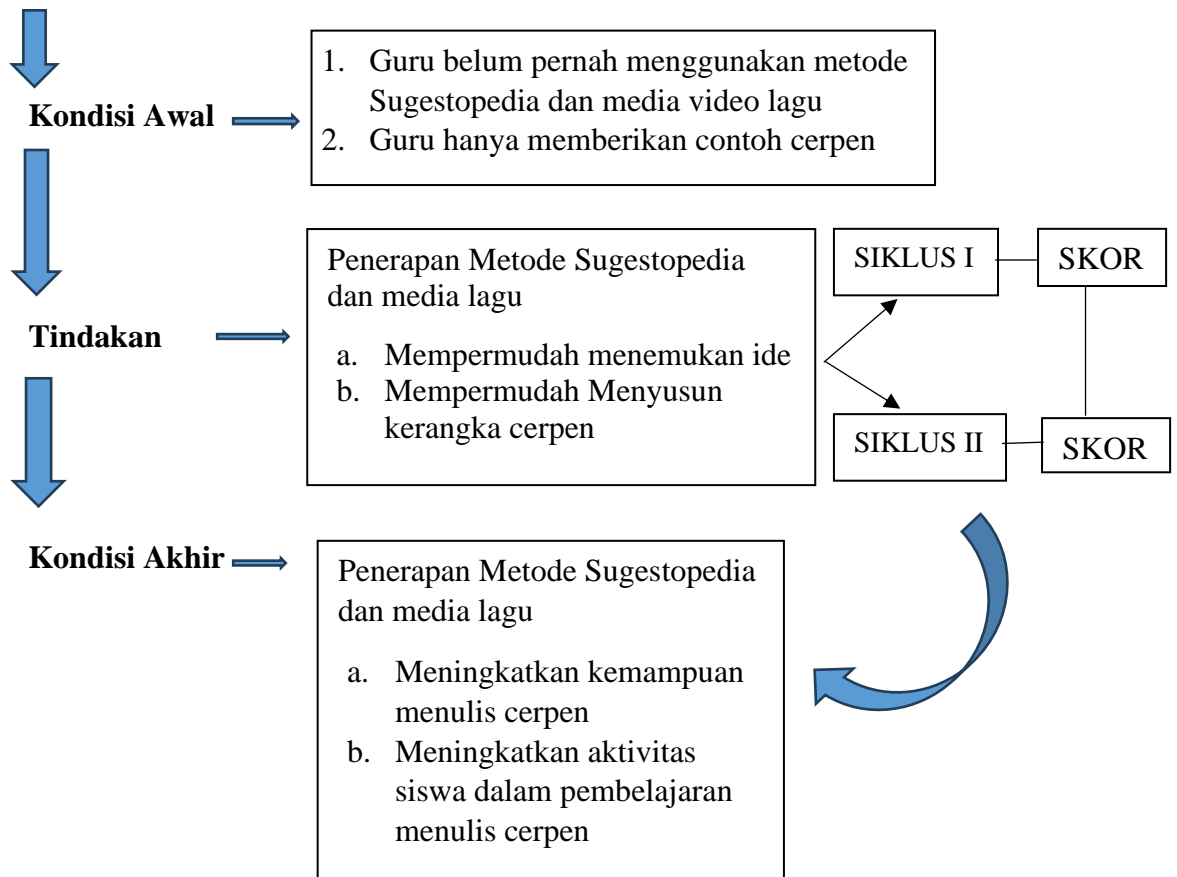 Kondisi Awal
1. Guru belum pernah menggunakan metode
Sugestopedia dan media video lagu
2. Guru hanya memberikan contoh cerpen
Tindakan
Penerapan Metode Sugestopedia
dan media lagu
a. Mempermudah menemukan ide
b. Mempermudah Menyusun
kerangka cerpen
SIKLUS I
SKOR
SIKLUS II
SKOR
Kondisi Akhir
Penerapan Metode Sugestopedia
dan media lagu
a. Meningkatkan kemampuan
menulis cerpen
b. Meningkatkan aktivitas
siswa dalam pembelajaran
menulis cerpen